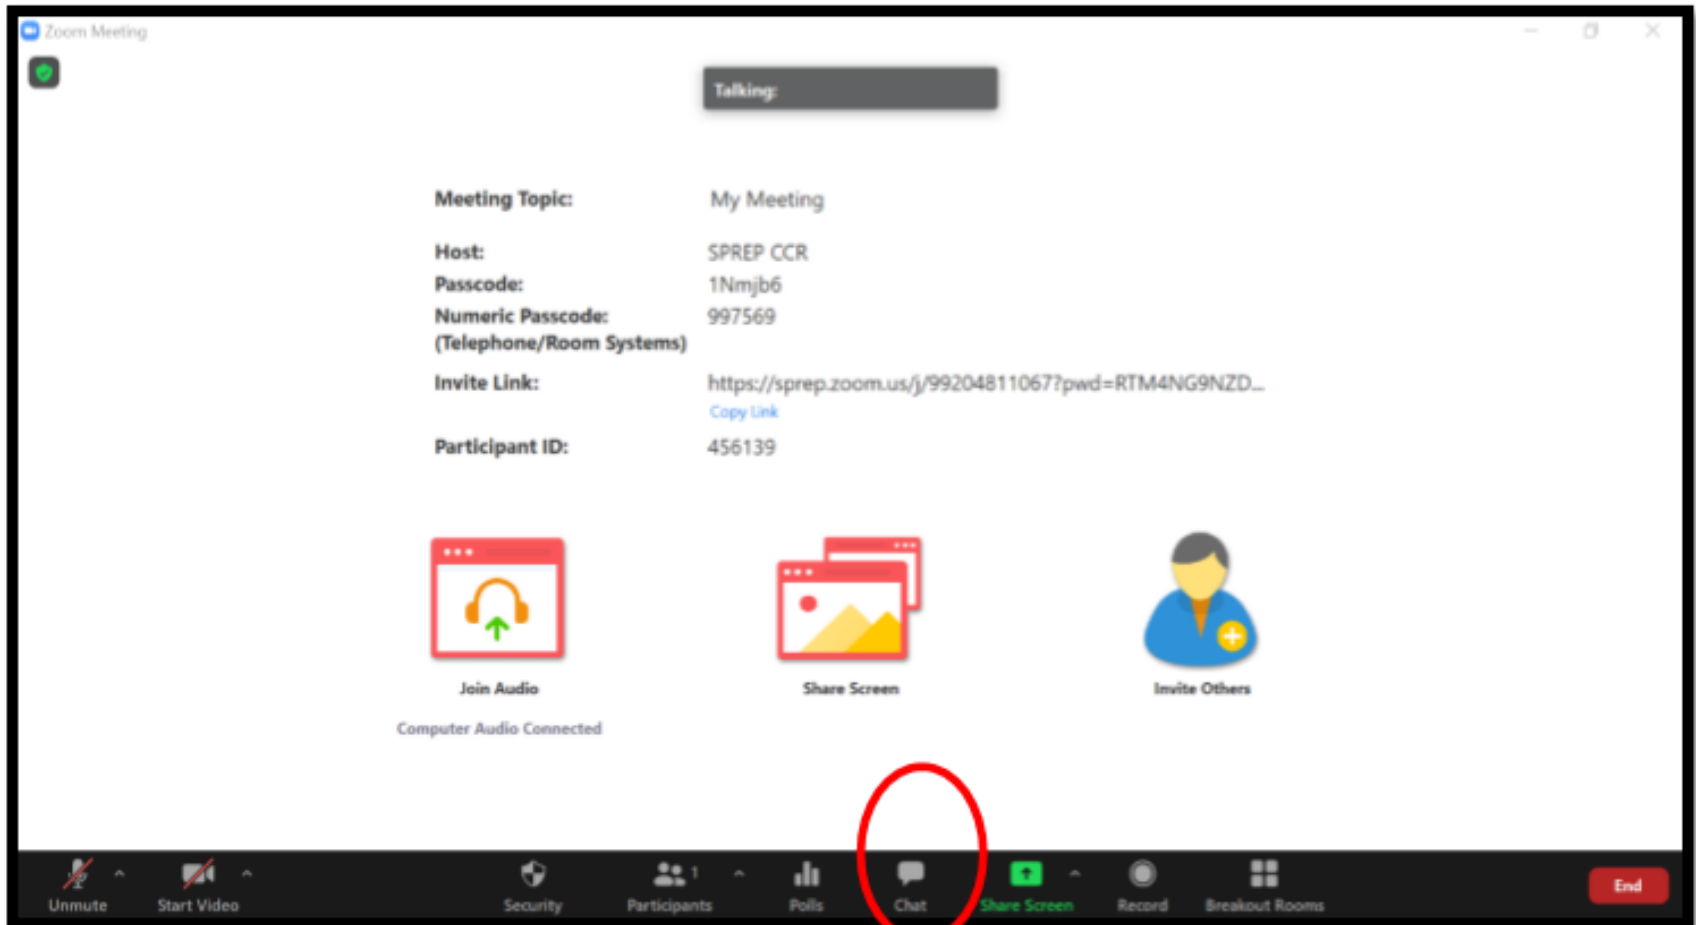 Zoom Meeting
Talking:
Meeting Topic: My Meeting
Host: SPREP CCR
Passcode: 1Nmjb6
Numeric Passcode: 997569
(Telephone/Room Systems)
Invite Link: https://sprep.zoom.us/j/99204811067?pwd=RTM4NG9NZD...
Copy Link
Participant ID: 456139
Join Audio Share Screen Invite Others
Computer Audio Connected
1
Unmute Start Video Security Participants Polls Chat Share Screen Record Breakout Rooms End